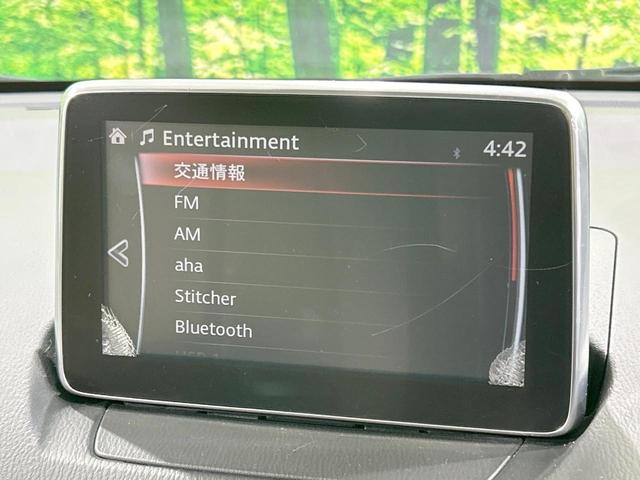 Entertainment
4:42
交通情報
FM
AM
aha
Stitcher
Bluetooth